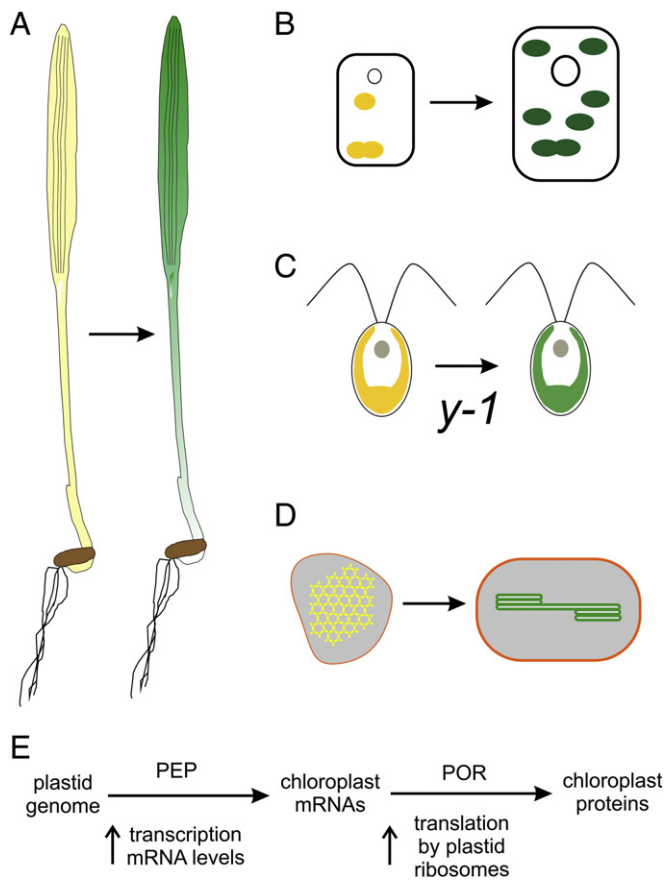 A
B
C
y-1
D
E
plastid
genome
PEP
↑ transcription
mRNA levels
chloroplast
mRNAs
POR
↑ translation
by plastid
ribosomes
chloroplast
proteins